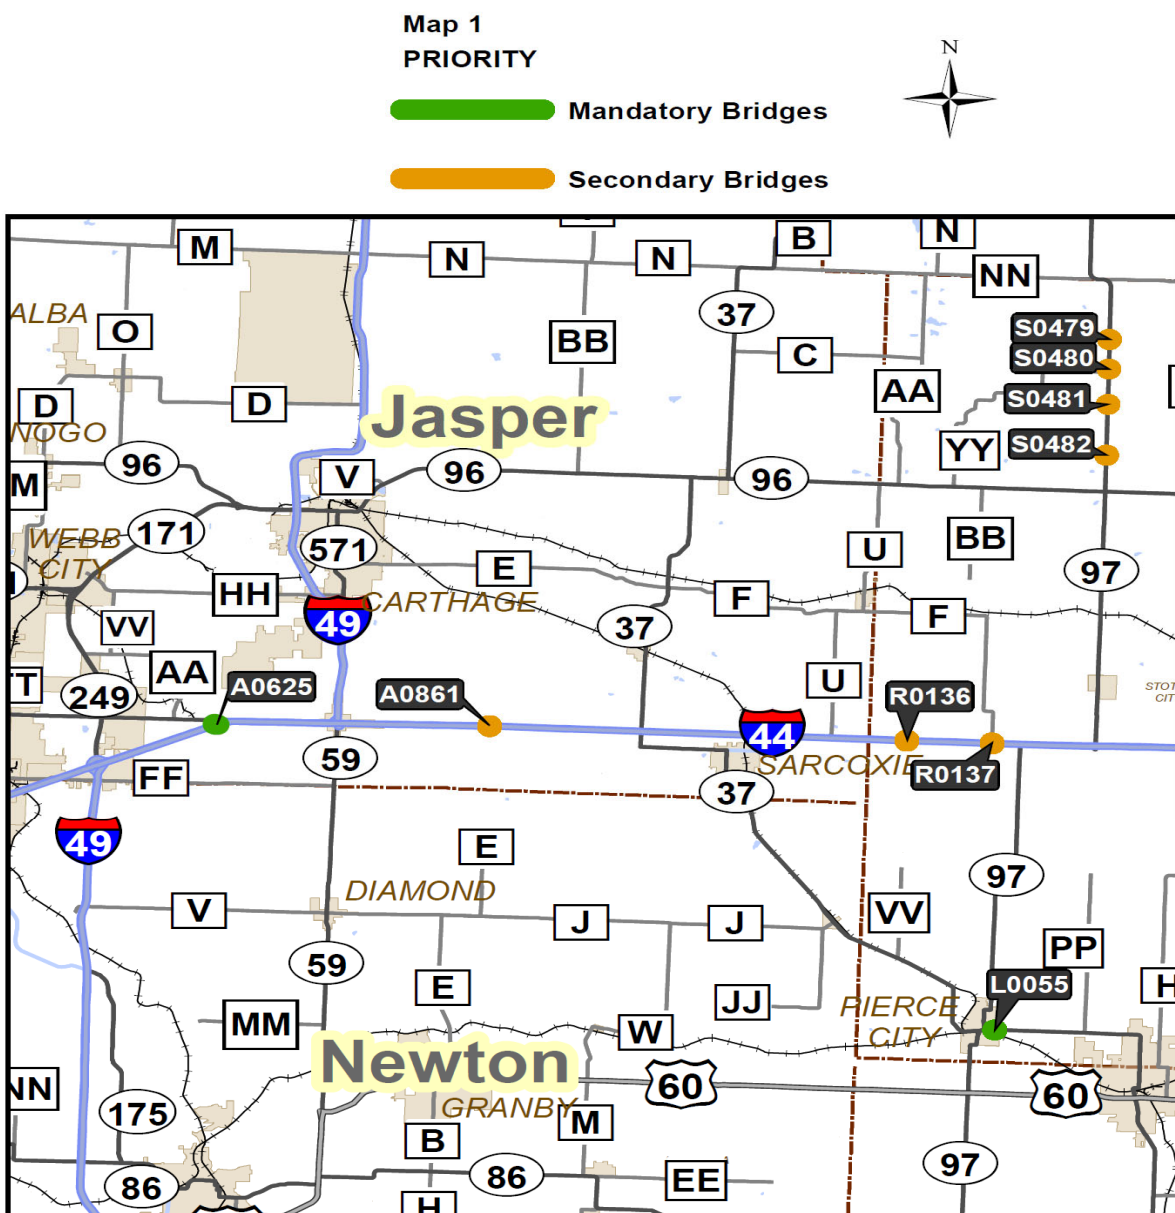 Map 1
PRIORITY
N
Mandatory Bridges
Secondary Bridges
M
N
N
B
N
NN
ALBA
O
BB
37
S0479
S0480
C
S0481
AA
D
D
Jasper
NOGO
S0482
YY
96
V
96
96
M
171
WEBB
CITY
571
U
BB
E
97
HH
F
F
49
CARTHAGE
37
VV
AA
A0625
A0861
U
R0136
249
44
59
FF
SARCOXIE
R0137
37
49
E
DIAMOND
97
V
J
J
VV
PP
59
E
L0055
H
JJ
PIERCE
CITY
MM
W
Newton
NN
60
60
GRANBY
175
M
B
97
86
86
EE
H